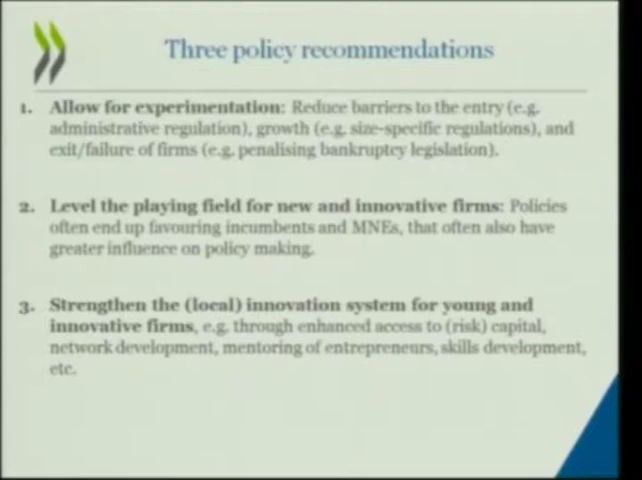 Three policy recommendations
1. Allow for experimentation: Reduce barriers to the entry (e.g.
administrative regulation), growth (e.g. size-specific regulations), and
exit/failure of firms (e.g. penalising bankruptcy legislation).
2. Level the playing field for new and innovative firms: Policies
often end up favouring incumbents and MNEs, that often also have
greater influence on policy making.
3. Strengthen the (local) innovation system for young and
innovative firms, e.g. through enhanced access to (risk) capital,
network development, mentoring of entrepreneurs, skills development,
etc.